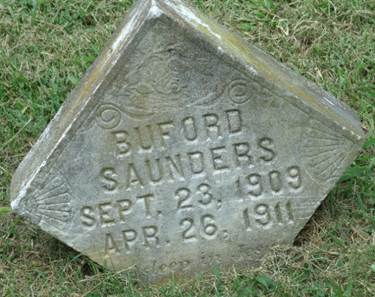 BUFORD
SAUNDERS
SEPT. 23, 1909
APR. 26, 1911